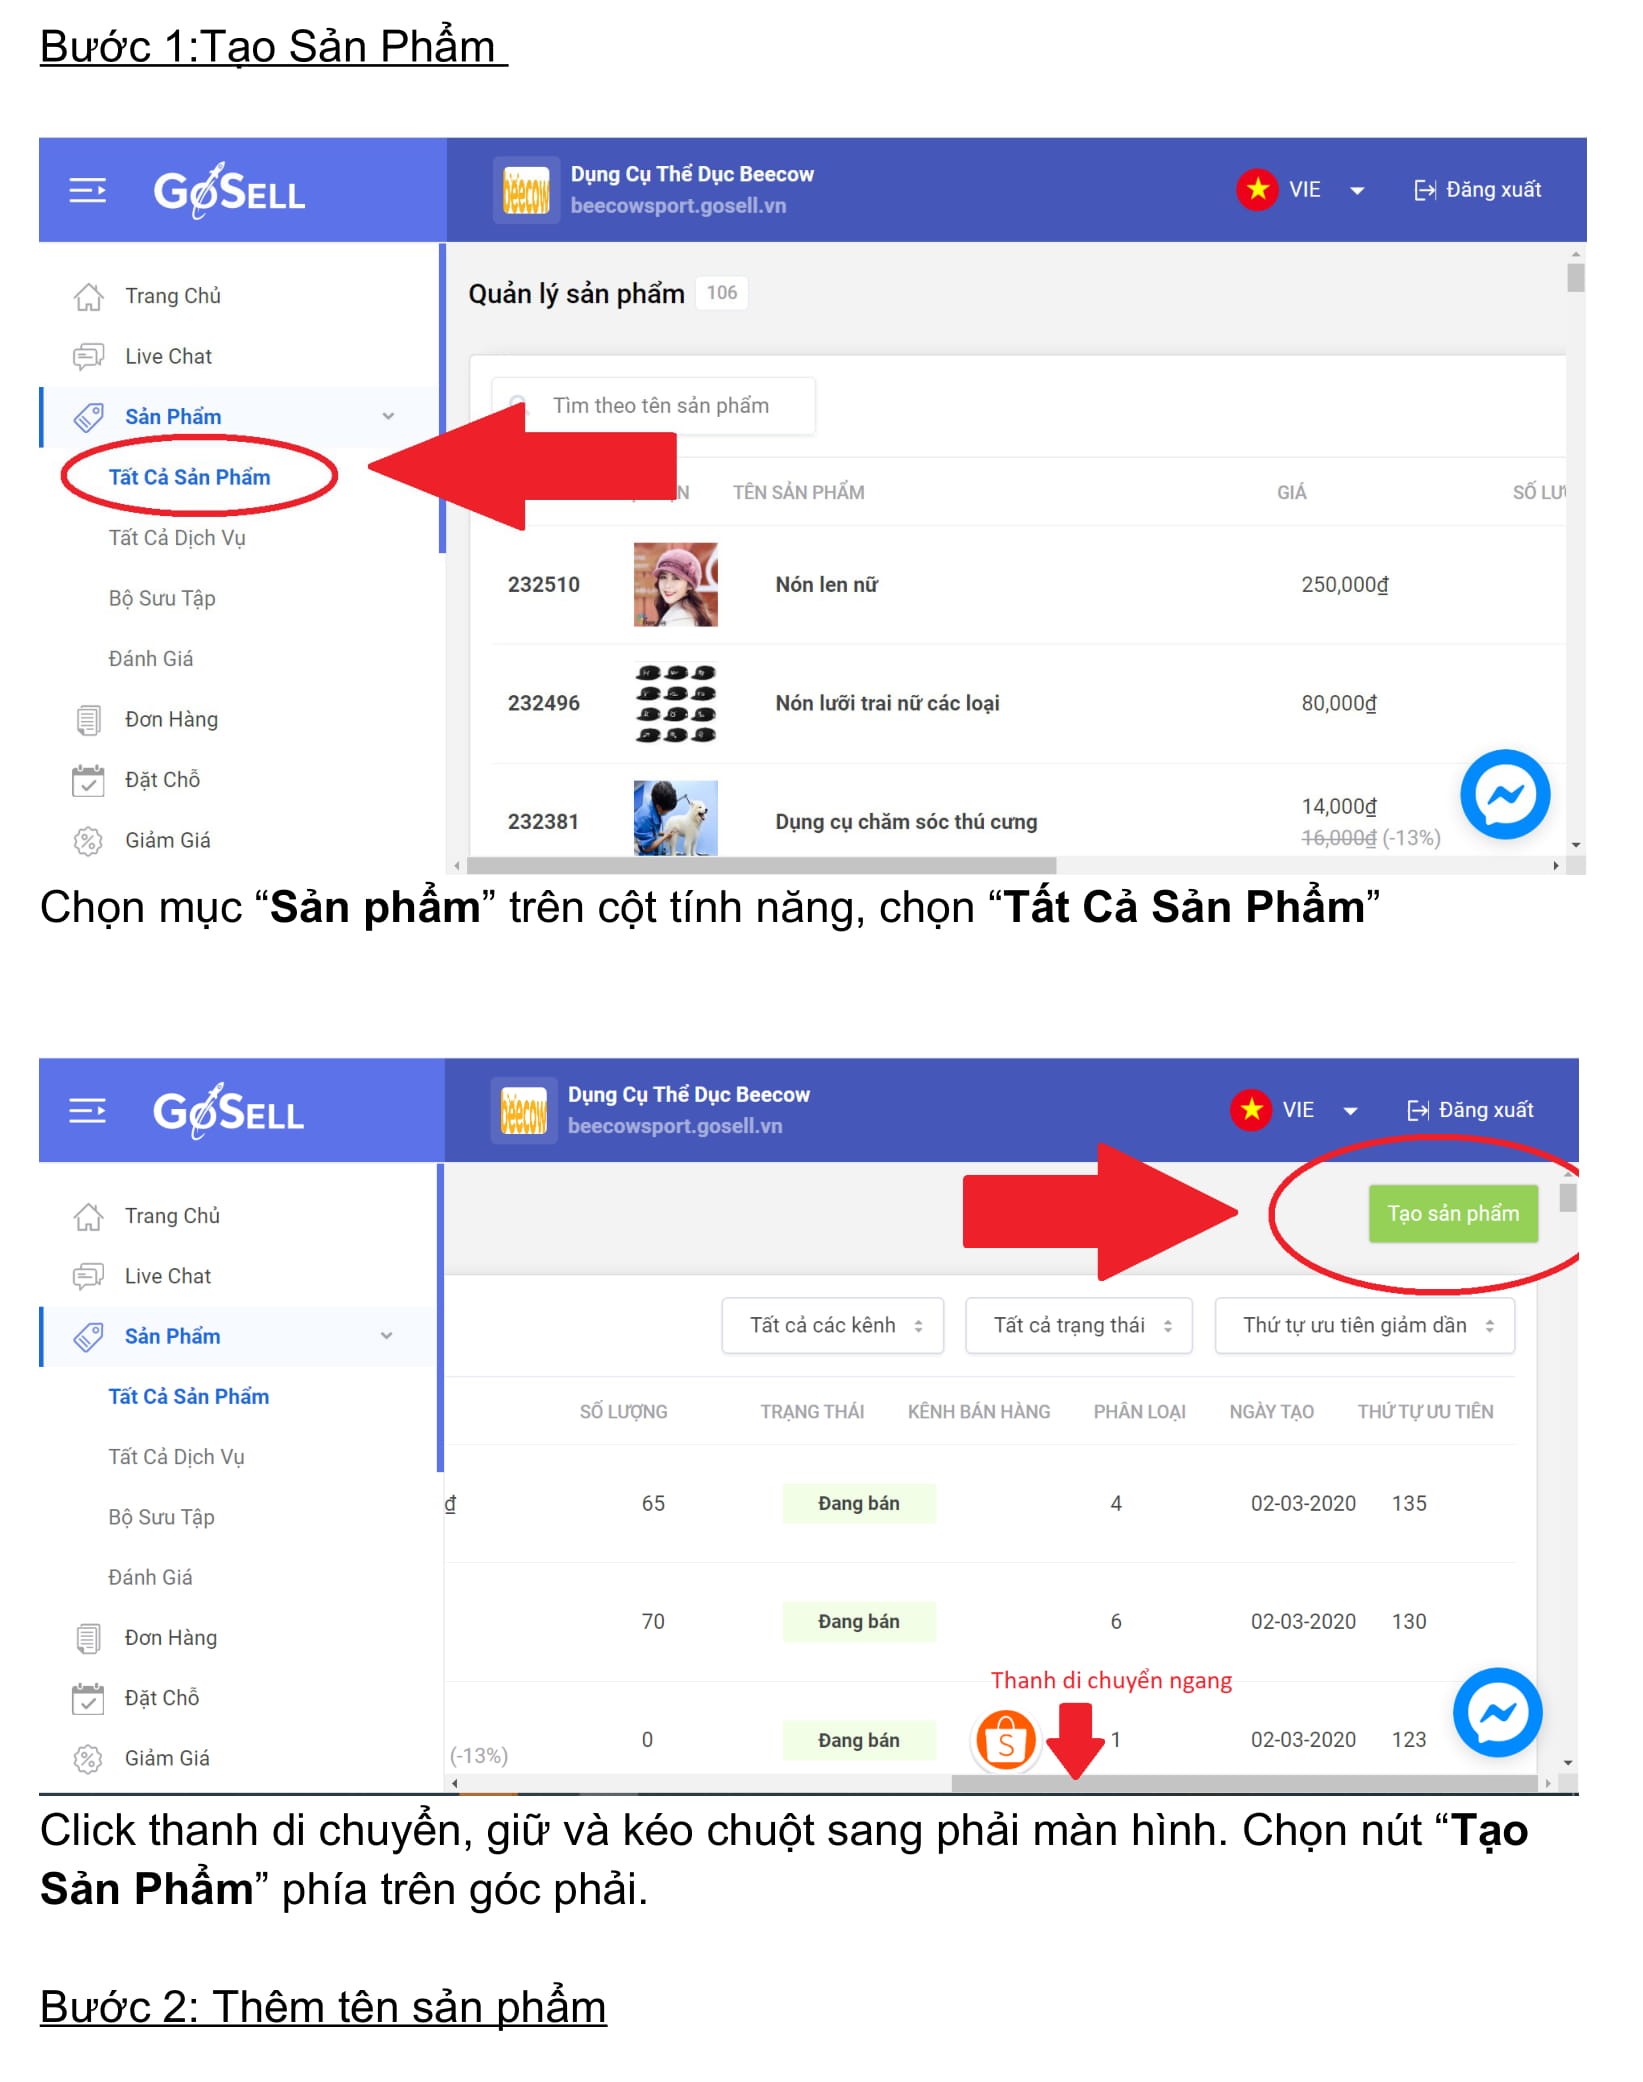 Bước 1:Tạo Sản Phẩm
GoSELL
Dụng Cụ Thể Dục Beecow
beecow
beecowsport.gosell.vn
VIE
Đăng xuất
Trang Chủ
Live Chat
Sản Phẩm
Tất Cả Sản Phẩm
Tất Cả Dịch Vụ
Bộ Sưu Tập
Đánh Giá
Đơn Hàng
Đặt Chỗ
Giảm Giá
Quản lý sản phẩm 106
Tìm theo tên sản phẩm
TÊN SẢN PHẨM GIÁ SỐ
232510 Nón len nữ 250,000₫
232496 Nón lưỡi trai nữ các loại 80,000₫
232381 Dụng cụ chăm sóc thú cưng 14,000₫
16,000₫ (-13%)
Chọn mục “Sản phẩm” trên cột tính năng, chọn “Tất Cả Sản Phẩm”
GoSELL
Dụng Cụ Thể Dục Beecow
beecow
beecowsport.gosell.vn
VIE
Đăng xuất
Trang Chủ
Live Chat
Sản Phẩm
Tất Cả Sản Phẩm
Tất Cả Dịch Vụ
Bộ Sưu Tập
Đánh Giá
Đơn Hàng
Đặt Chỗ
Giảm Giá
Tạo sản phẩm
Tất cả các kênh Tất cả trạng thái Thứ tự ưu tiên giảm dần
SỐ LƯỢNG TRẠNG THÁI KÊNH BÁN HÀNG PHÂN LOẠI NGÀY TẠO THỨ TỰ ƯU TIÊN
₫ 65 Đang bán 4 02-03-2020 135
70 Đang bán 6 02-03-2020 130
Thanh di chuyển ngang
0 Đang bán S 1 02-03-2020 123
(-13%)
Click thanh di chuyển, giữ và kéo chuột sang phải màn hình. Chọn nút “Tạo
Sản Phẩm” phía trên góc phải.
Bước 2: Thêm tên sản phẩm